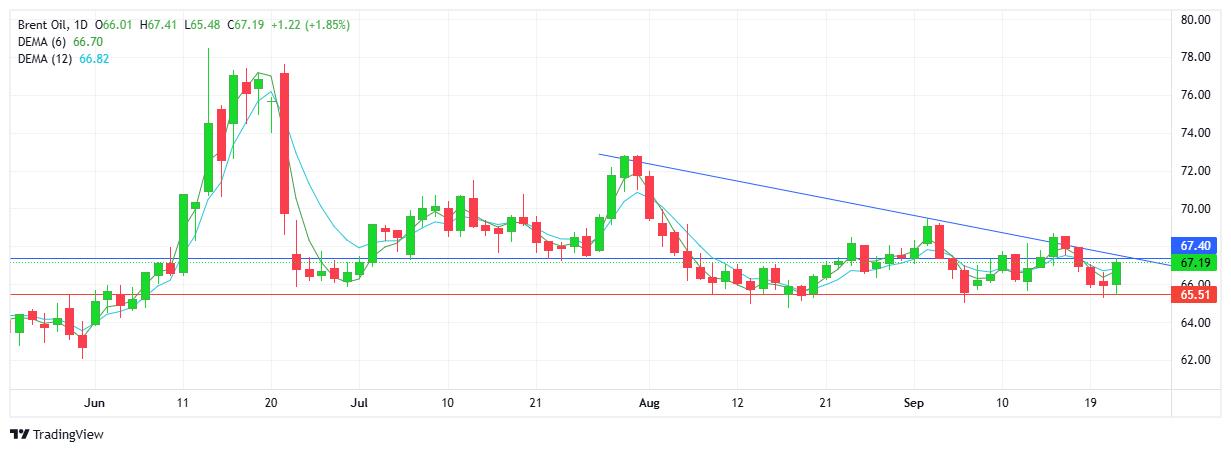 Brent Oil, 1D O66.01 H67.41 L65.48 C67.19 +1.22 (+1.85%)
DEMA (6) 66.70
DEMA (12) 66.82
80.00
78.00
76.00
74.00
72.00
70.00
67.40
67.19
66.00
65.51
64.00
62.00
Jun 11 20 Jul 10 21 Aug 12 21 Sep 10 19
TradingView